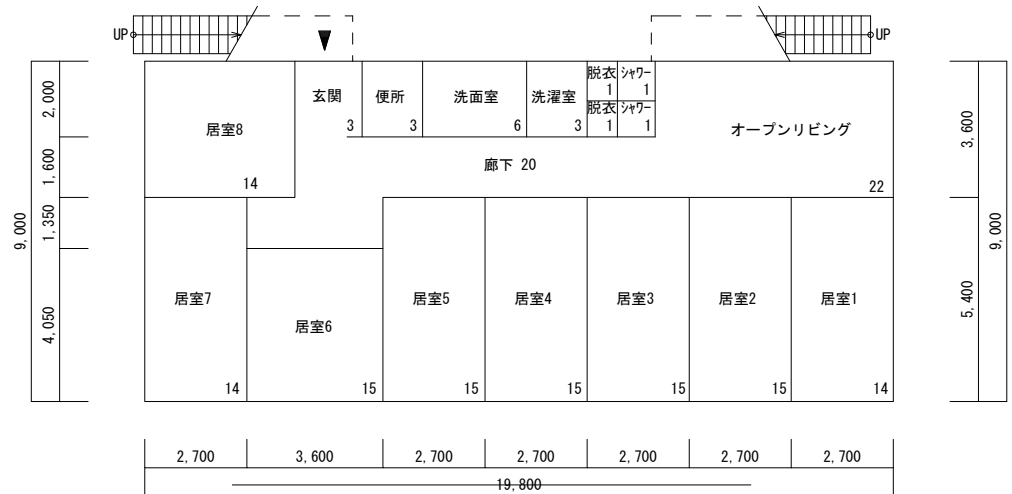 UP
UP
玄関
3
便所
3
洗面室
6
洗濯室
3
脱衣
1
シャワー
1
脱衣
1
シャワー
1
居室8
14
オープンリビング
22
廊下 20
居室7
14
居室6
15
居室5
15
居室4
15
居室3
15
居室2
15
居室1
14
9,000
2,000
1,600
1,350
4,050
3,600
5,400
9,000
2,700
3,600
2,700
2,700
2,700
2,700
2,700
19,800